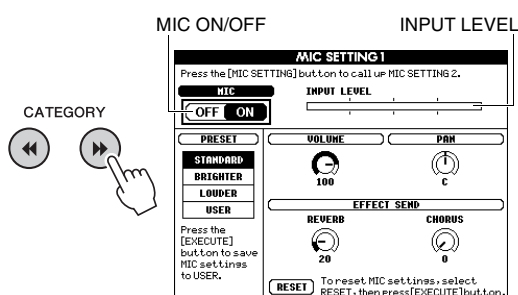 MIC ON/OFF
INPUT LEVEL
MIC SETTING 1
Press the [MIC SETTING] button to call up MIC SETTING 2.
MIC
INPUT LEVEL
OFF ON
CATEGORY
PRESET
VOLUME
PAN
STANDARD
BRIGHTER
LOUDER
USER
100
C
EFFECT SEND
REVERB
CHORUS
20
0
Press the
[EXECUTE]
button to save
MIC settings
to USER.
RESET
To reset MIC settings, select
RESET, then press [EXECUTE] button.